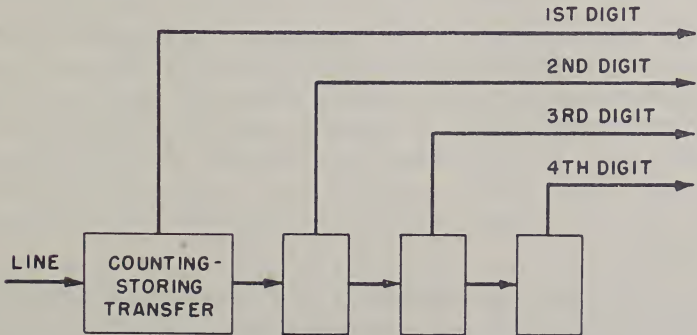 1ST DIGIT
2ND DIGIT
3RD DIGIT
4TH DIGIT
LINE
COUNTING-
STORING
TRANSFER